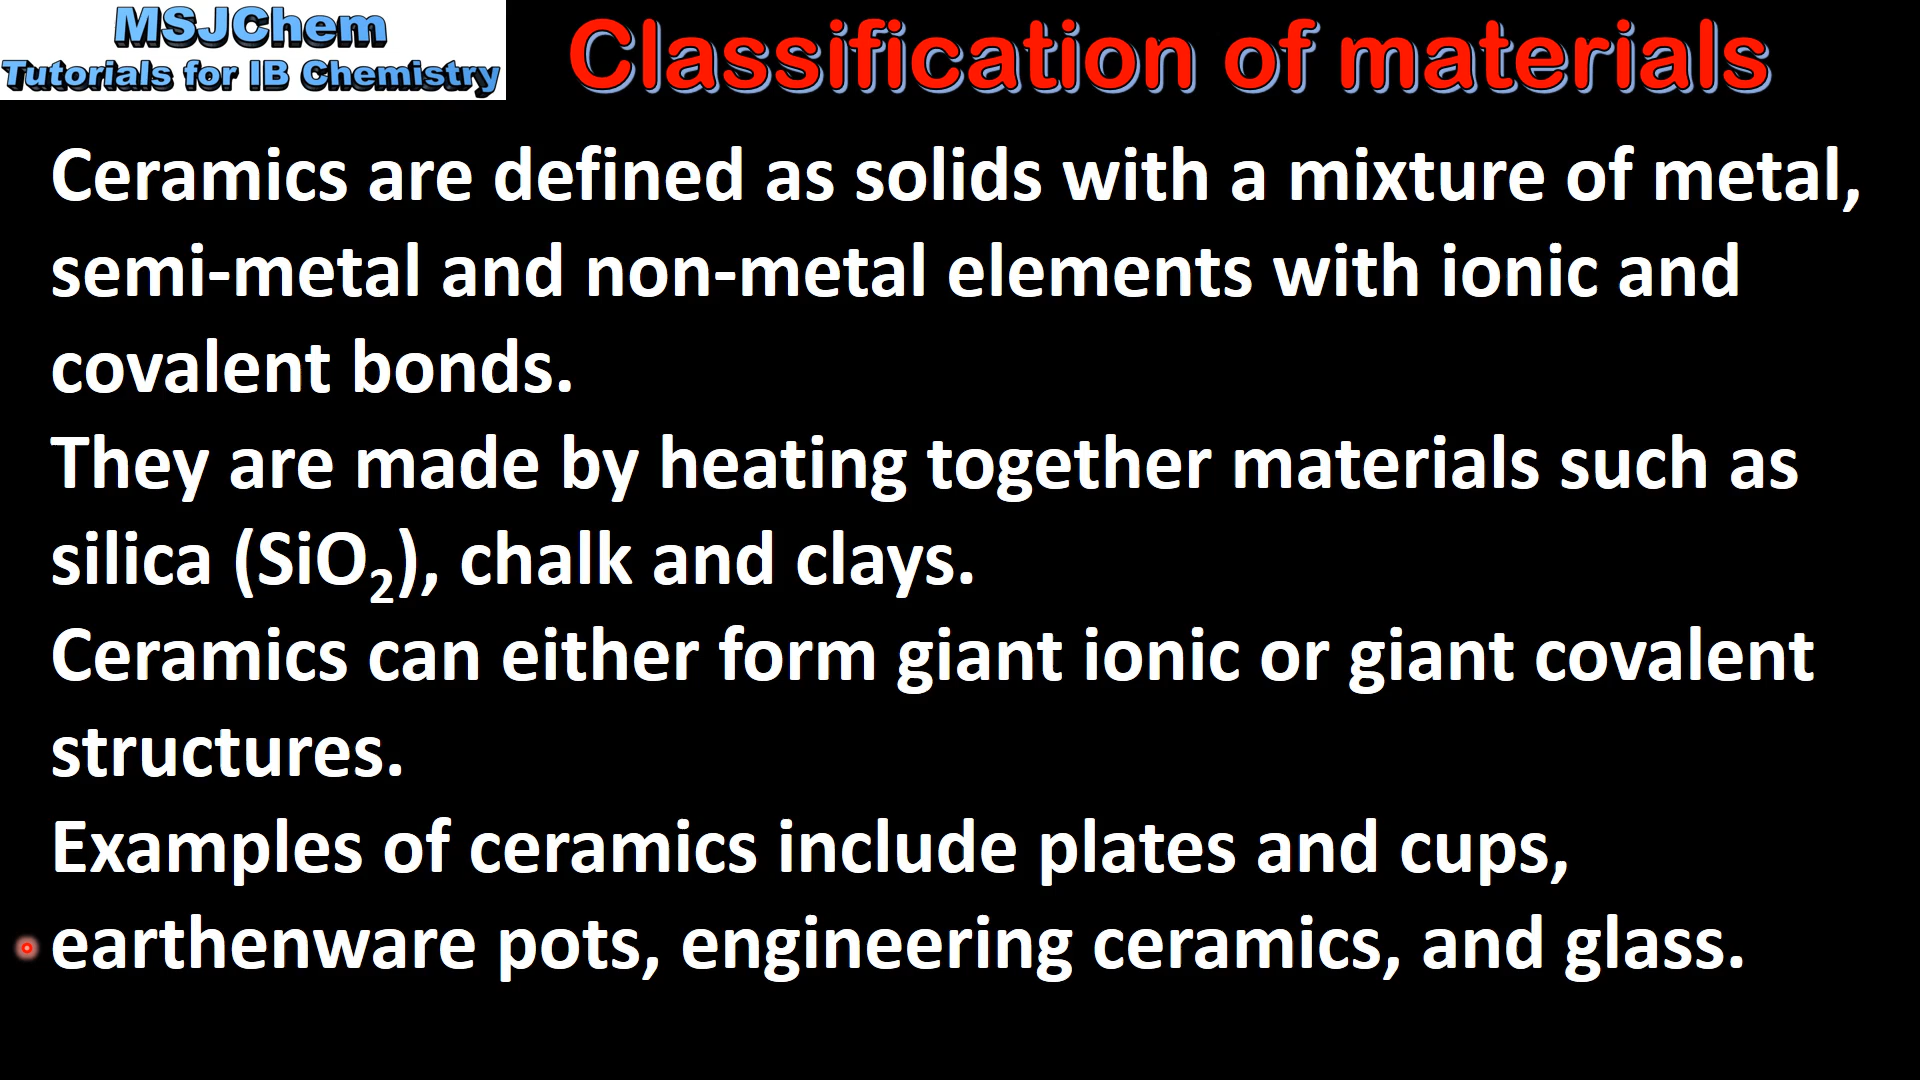 MSJChem
Tutorials for IB Chemistry
Classification of materials
Ceramics are defined as solids with a mixture of metal,
semi-metal and non-metal elements with ionic and
covalent bonds.
They are made by heating together materials such as
silica (SiO₂), chalk and clays.
Ceramics can either form giant ionic or giant covalent
structures.
Examples of ceramics include plates and cups,
earthenware pots, engineering ceramics, and glass.